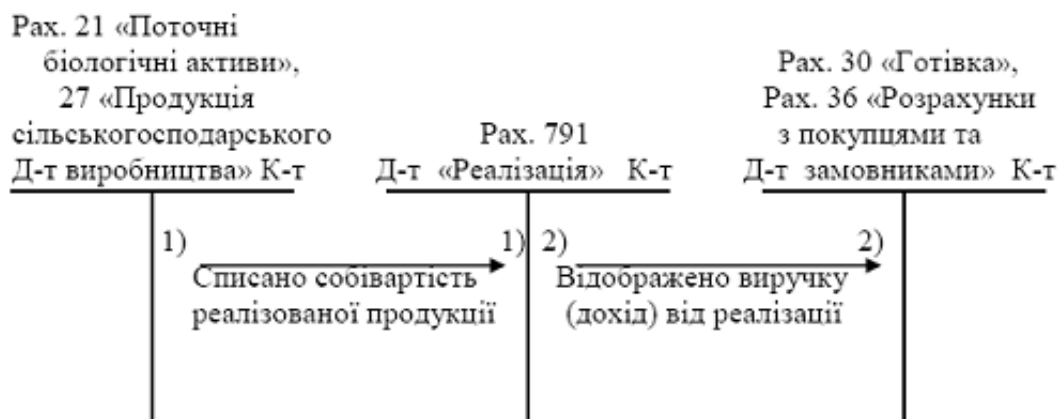 Рах. 21 «Поточні
біологічні активи»,
27 «Продукція
сільськогосподарського
Д-т виробництва» К-т
Рах. 791
Д-т «Реалізація» К-т
Рах. 30 «Готівка»,
Рах. 36 «Розрахунки
з покупцями та
Д-т замовниками» К-т
1)
1)
Списано собівартість
реалізованої продукції
2)
2)
Відображено виручку
(дохід) від реалізації